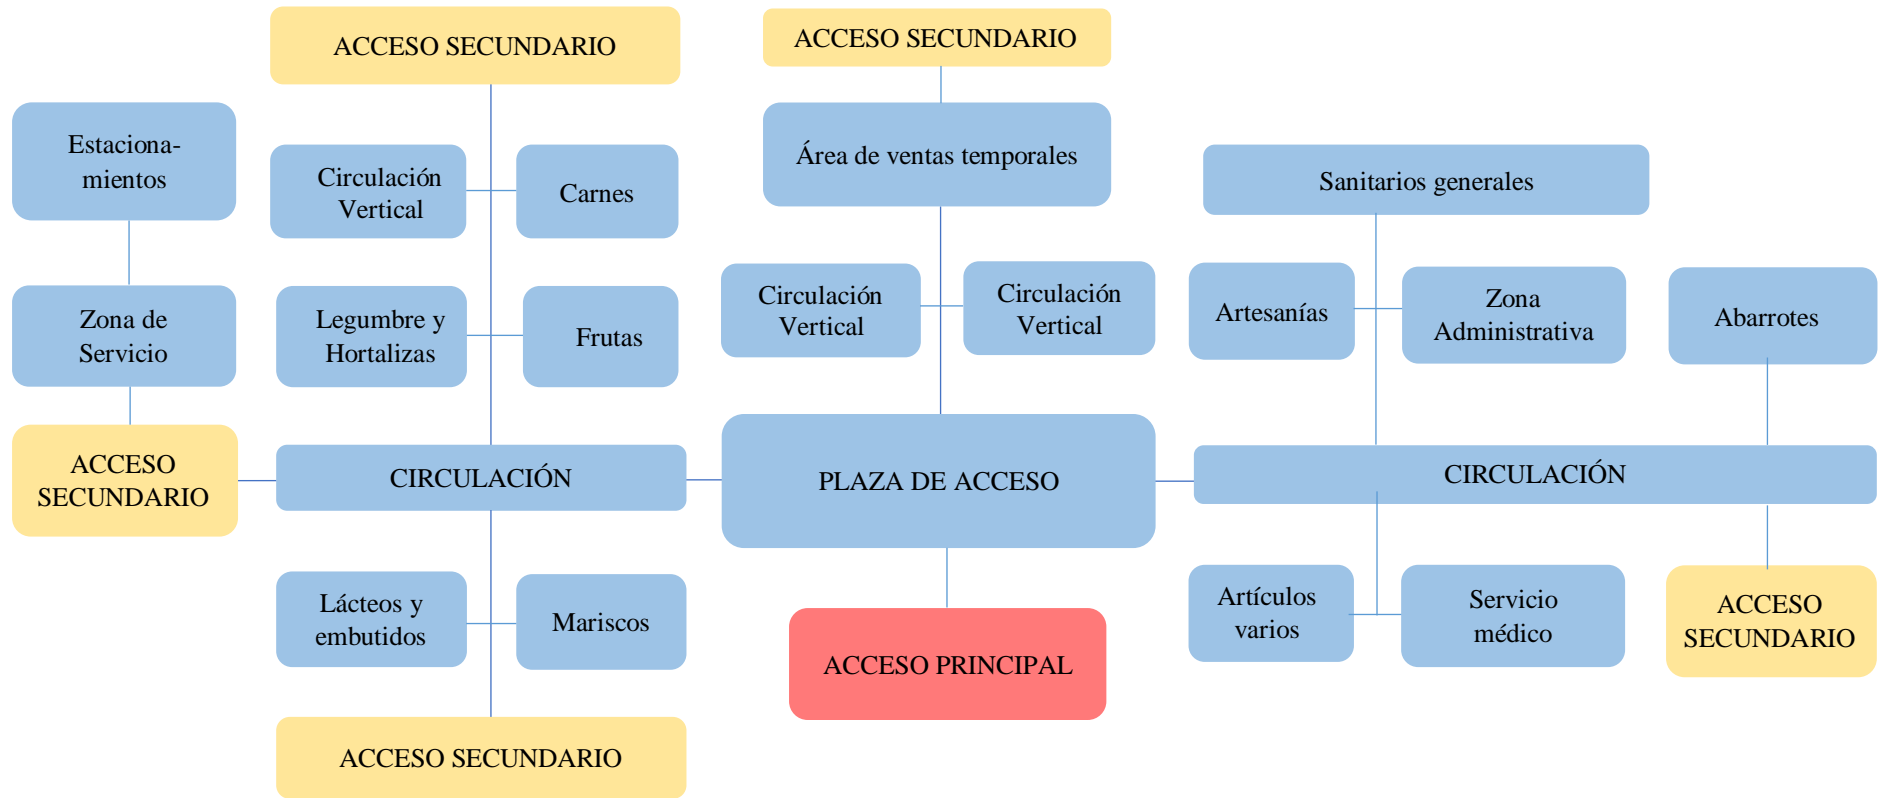 ACCESO SECUNDARIO
ACCESO SECUNDARIO
Estaciona-
mientos
Circulación
Vertical
Carnes
Área de ventas temporales
Sanitarios generales
Zona de
Servicio
Legumbre y
Hortalizas
Frutas
Circulación
Vertical
Circulación
Vertical
Artesanías
Zona
Administrativa
Abarrotes
ACCESO
SECUNDARIO
CIRCULACIÓN
PLAZA DE ACCESO
CIRCULACIÓN
Lácteos y
embutidos
Mariscos
ACCESO PRINCIPAL
Artículos
varios
Servicio
médico
ACCESO
SECUNDARIO
ACCESO SECUNDARIO